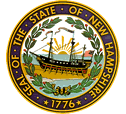 SEAL OF THE STATE OF NEW HAMPSHIRE
1776